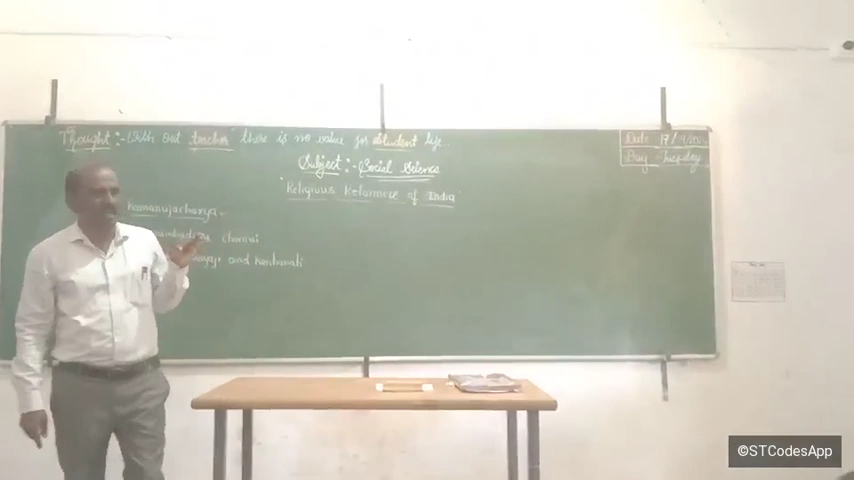 Thought :- With out teacher there is no value for student life..
Date 17/9/
Day - Tuesday
Subject :- Social Science
Religious Reformers of India
Ramanujacharya
and
©STCodesApp